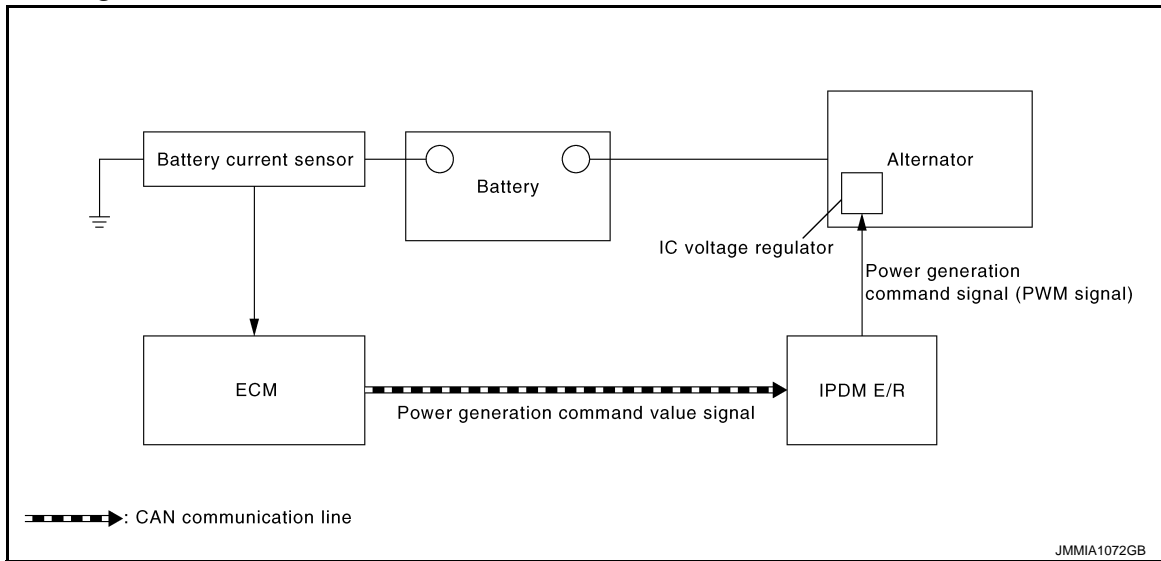 Battery current sensor
Battery
Alternator
IC voltage regulator
Power generation
command signal (PWM signal)
ECM
Power generation command value signal
IPDM E/R
: CAN communication line
JMMIA1072GB